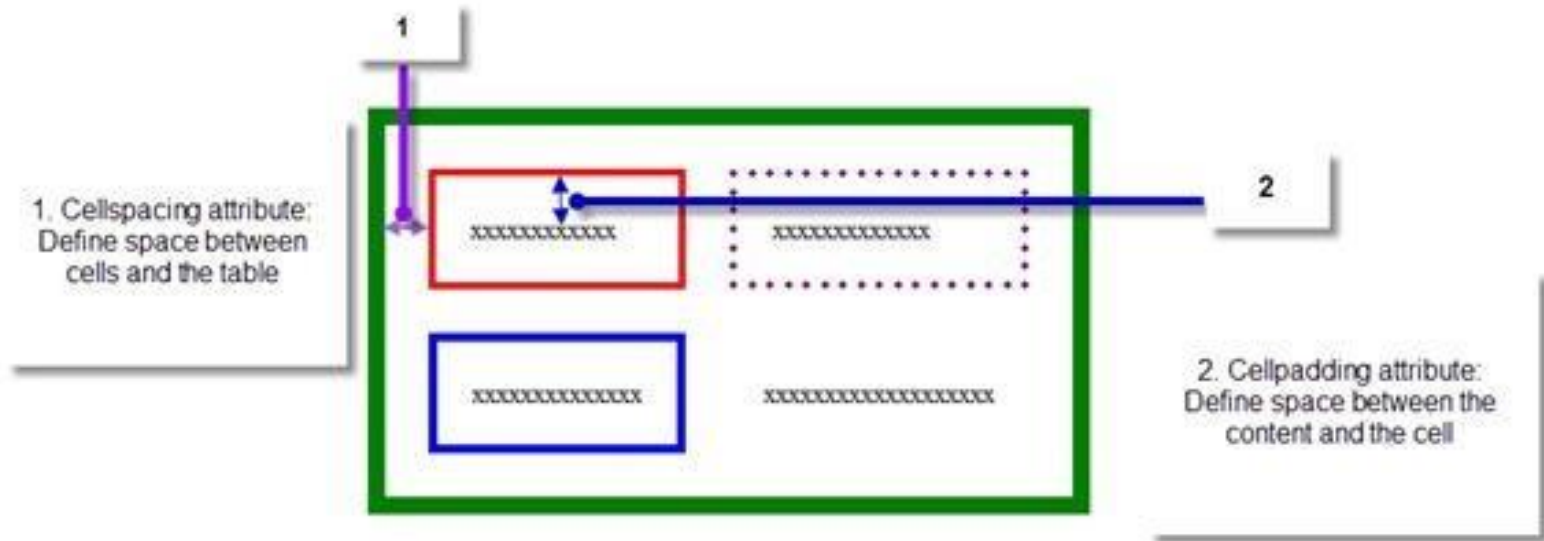 1
1. Cellspacing attribute:
Define space between
cells and the table
xxxxxxxxxxxxx
xxxxxxxxxxxxxx
2
xxxxxxxxxxxxxxx
xxxxxxxxxxxxxxxxxxx
2. Cellpadding attribute:
Define space between the
content and the cell